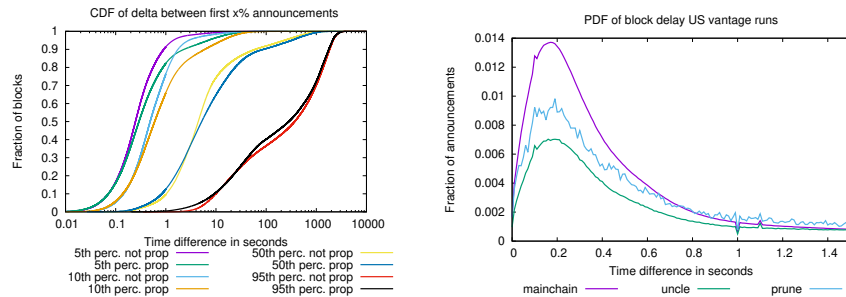 CDF of delta between first x% announcements
1
0.9
0.8
0.7
0.6
0.5
0.4
0.3
0.2
0.1
0
Fraction of blocks
0.01 0.1 1 10 100 1000 10000
Time difference in seconds
5th perc. not prop 50th perc. not prop
5th perc. prop 50th perc. prop
10th perc. not prop 95th perc. not prop
10th perc. prop 95th perc. prop
PDF of block delay US vantage runs
0.014
0.012
0.01
0.008
0.006
0.004
0.002
0
Fraction of announcements
0 0.2 0.4 0.6 0.8 1 1.2 1.4
Time difference in seconds
mainchain uncle prune